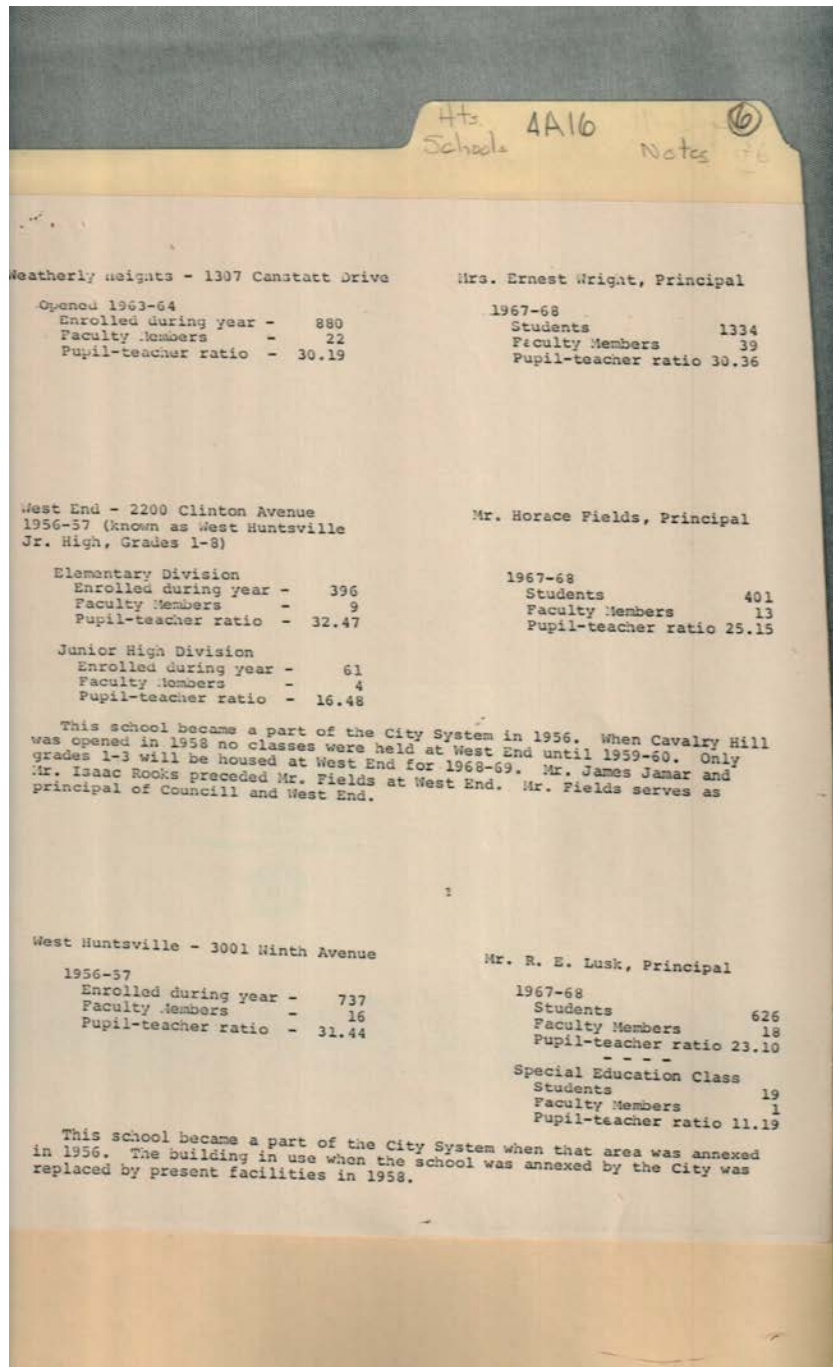 Hts. 4A16 6
Schools Notes
Weatherly Heights - 1307 Canstatt Drive
Opened 1963-64
Enrolled during year - 880
Faculty Members - 22
Pupil-teacher ratio - 30.19
Mrs. Ernest Wright, Principal
1967-68
Students 1334
Faculty Members 39
Pupil-teacher ratio 30.36
West End - 2200 Clinton Avenue
1956-57 (known as West Huntsville
Jr. High, Grades 1-8)
Elementary Division
Enrolled during year - 396
Faculty Members - 9
Pupil-teacher ratio - 32.47
Junior High Division
Enrolled during year - 61
Faculty Members - 4
Pupil-teacher ratio - 16.48
Mr. Horace Fields, Principal
1967-68
Students 401
Faculty Members 13
Pupil-teacher ratio 25.15
This school became a part of the City System in 1956. When Cavalry Hill
was opened in 1958 no classes were held at West End until 1959-60. Only
grades 1-3 will be housed at West End for 1968-69. Mr. James Jamar and
Mr. Isaac Rooks preceded Mr. Fields at West End. Mr. Fields serves as
principal of Councill and West End.
West Huntsville - 3001 Ninth Avenue
1956-57
Enrolled during year - 737
Faculty Members - 16
Pupil-teacher ratio - 31.44
Mr. R. E. Lusk, Principal
1967-68
Students 626
Faculty Members 18
Pupil-teacher ratio 23.10
- - - -
Special Education Class
Students 19
Faculty Members 1
Pupil-teacher ratio 11.19
This school became a part of the City System when that area was annexed
in 1956. The building in use when the school was annexed by the City was
replaced by present facilities in 1958.